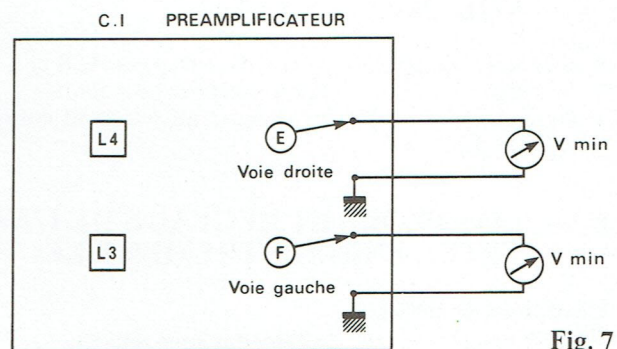 C.I PREAMPLIFICATEUR
L4
E
V min
Voie droite
L3
F
V min
Voie gauche
Fig. 7